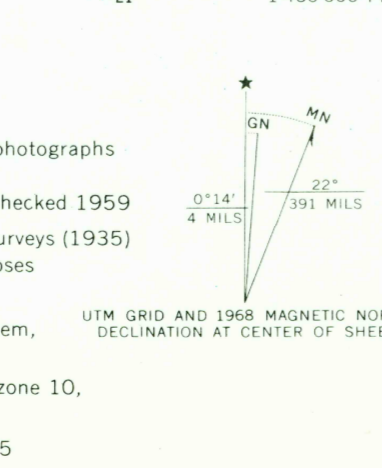 photographs
checked 1959
urveys (1935)
oses
em,
zone 10,
5
★
GN
MN
0°14′
4 MILS
22°
391 MILS
UTM GRID AND 1968 MAGNETIC NO
DECLINATION AT CENTER OF SHEE